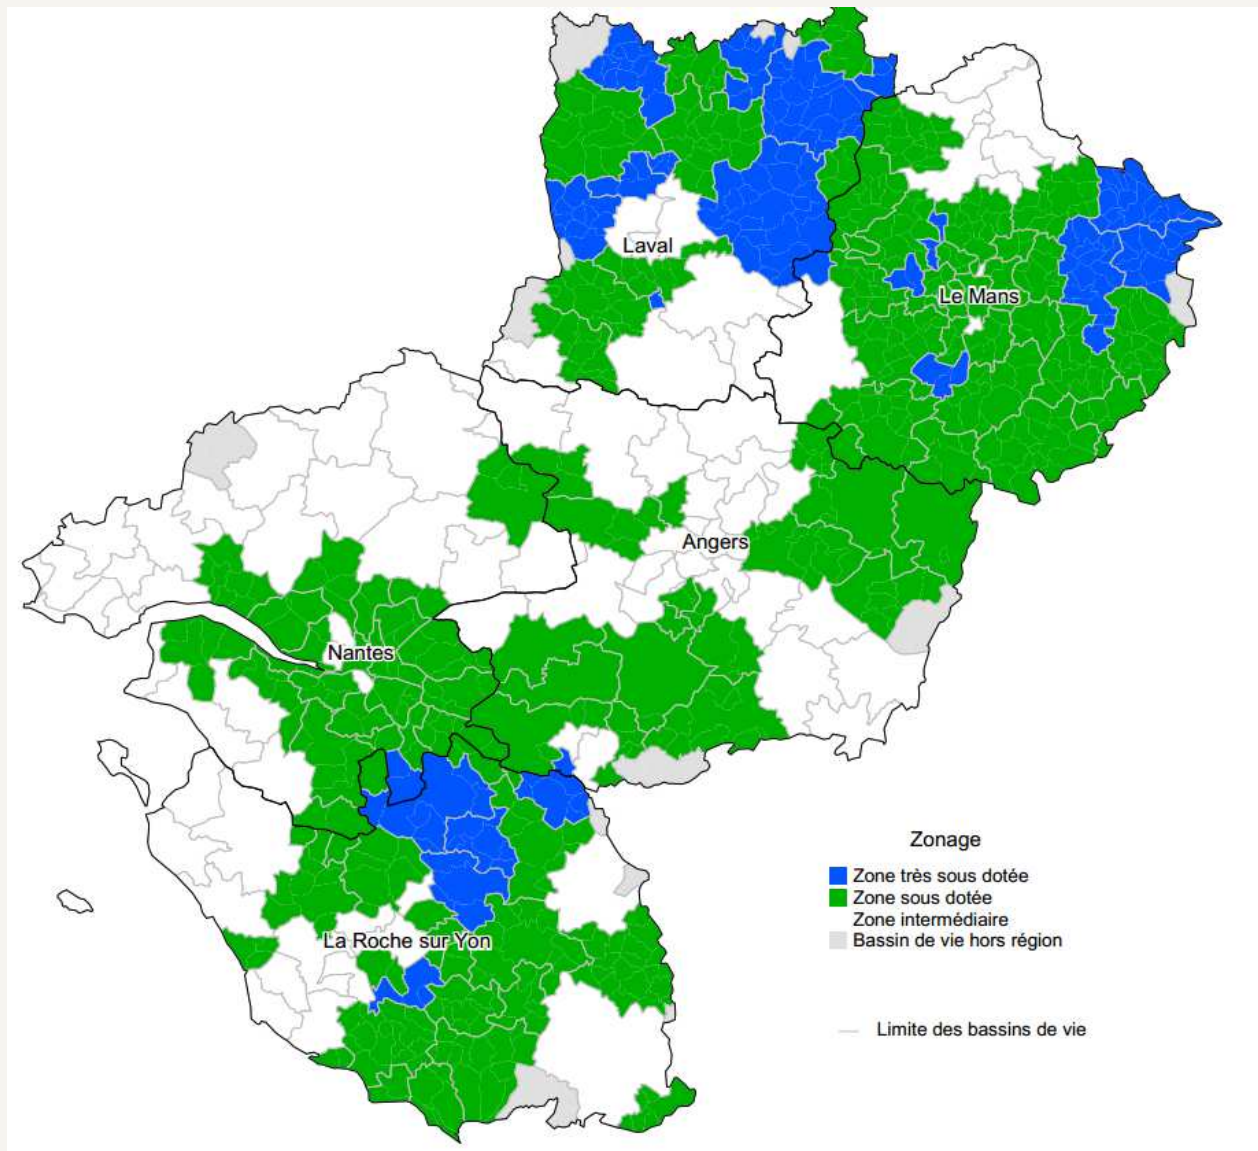 Laval
Le Mans
Angers
Nantes
La Roche sur Yon
Zonage
Zone très sous dotée
Zone sous dotée
Zone intermédiaire
Bassin de vie hors région
Limite des bassins de vie